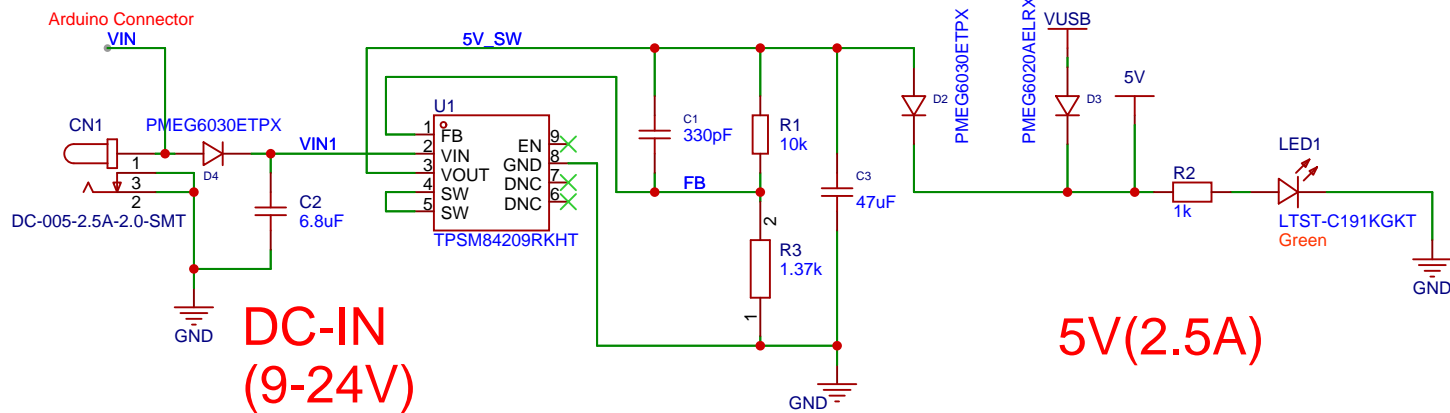 Arduino Connector
VIN
5V_SW
PMEG6030ETPX
PMEG6020AELRX
VUSB
5V
D2
D3
CN1
PMEG6030ETPX
D4
VIN1
1
3
2
DC-005-2.5A-2.0-SMT
C2
6.8uF
GND
U1
1
2
3
4
5
FB
VIN
VOUT
SW
SW
EN
GND
DNC
DNC
9
8
7
6
TPSM84209RKHT
C1
330pF
R1
10k
FB
C3
47uF
2
R3
1.37k
1
GND
R2
1k
LED1
LTST-C191KGKT
Green
GND
DC-IN
(9-24V)
5V(2.5A)